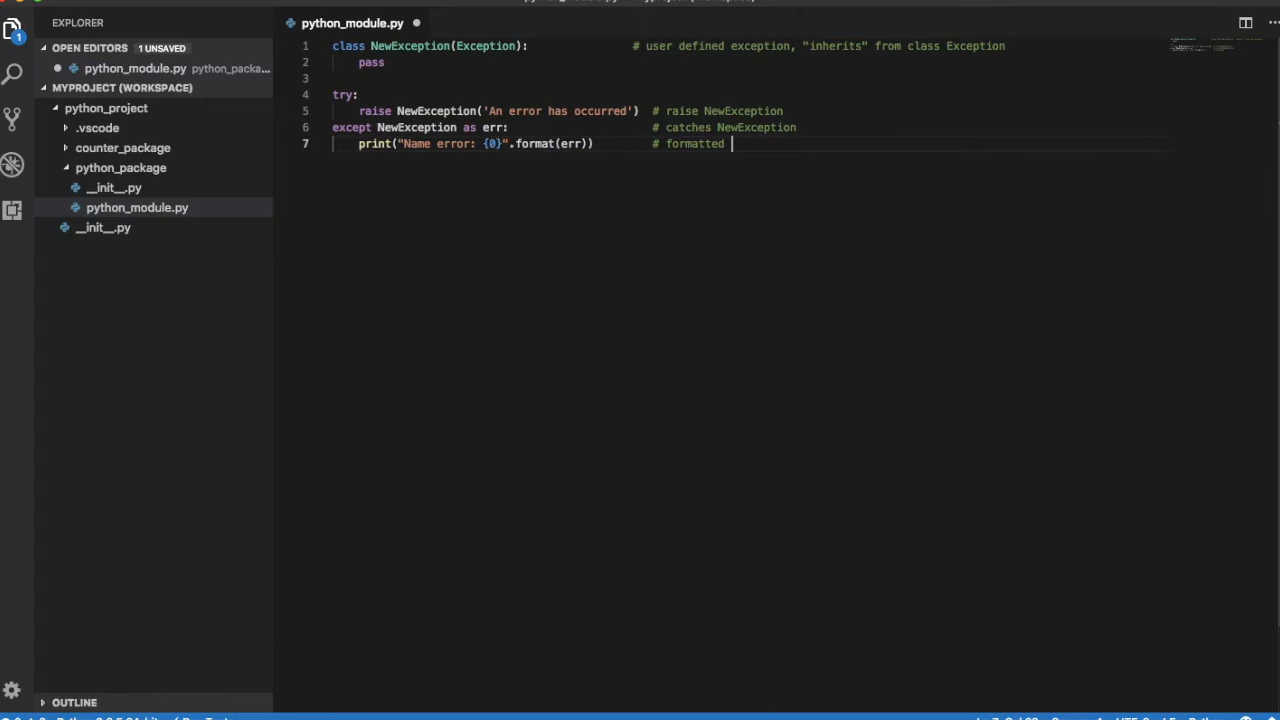 EXPLORER
OPEN EDITORS 1 UNSAVED
python_module.py python_packa...
MYPROJECT (WORKSPACE)
python_project
.vscode
counter_package
python_package
__init__.py
python_module.py
__init__.py
OUTLINE
1
python_module.py
1 class NewException(Exception): # user defined exception, "inherits" from class Exception
2 pass
3
4 try:
5 raise NewException('An error has occurred') # raise NewException
6 except NewException as err: # catches NewException
7 print("Name error: {0}".format(err)) # formatted